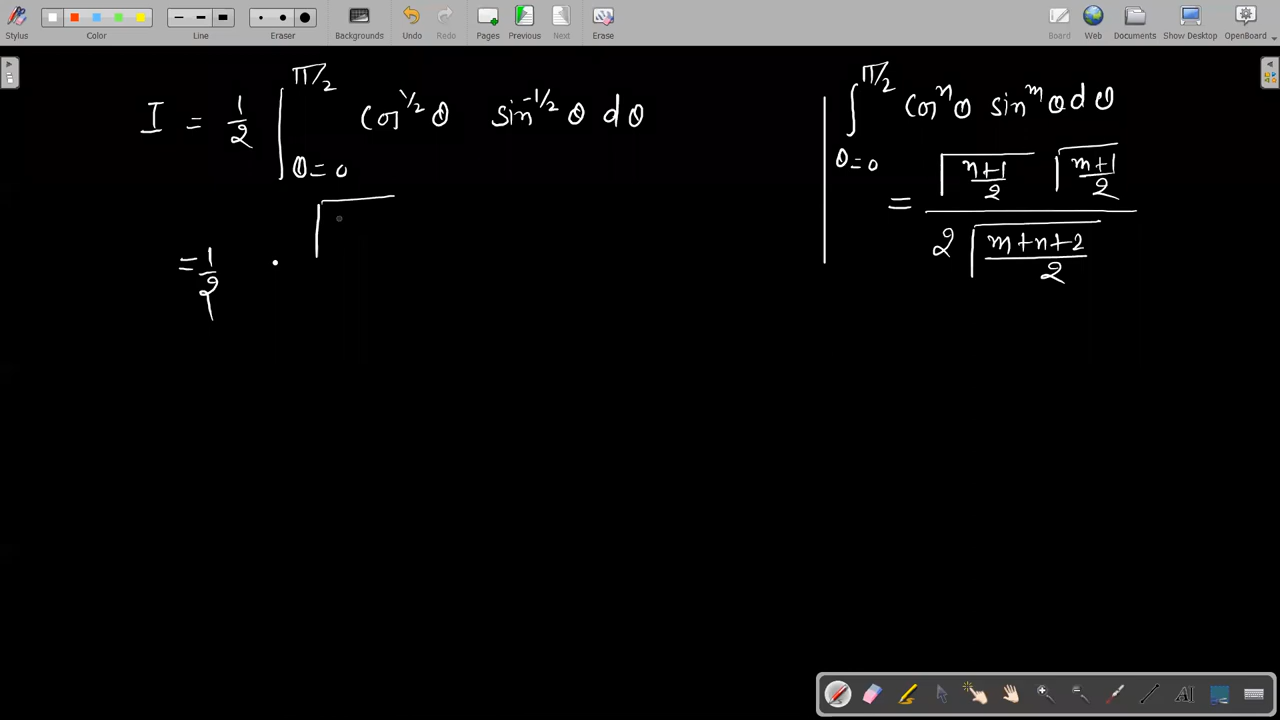 Stylus Color Line Eraser Backgrounds Undo Redo Pages Previous Next Erase Board Web Documents Show Desktop OpenBoard
I = 1/2 ∫_{θ=0}^{π/2} cos^{1/2} θ sin^{-1/2} θ dθ
= 1/2 · Γ
∫_{θ=0}^{π/2} cos^n θ sin^m θ dθ
= Γ((n+1)/2) Γ((m+1)/2) / 2 Γ((m+n+2)/2)
AI